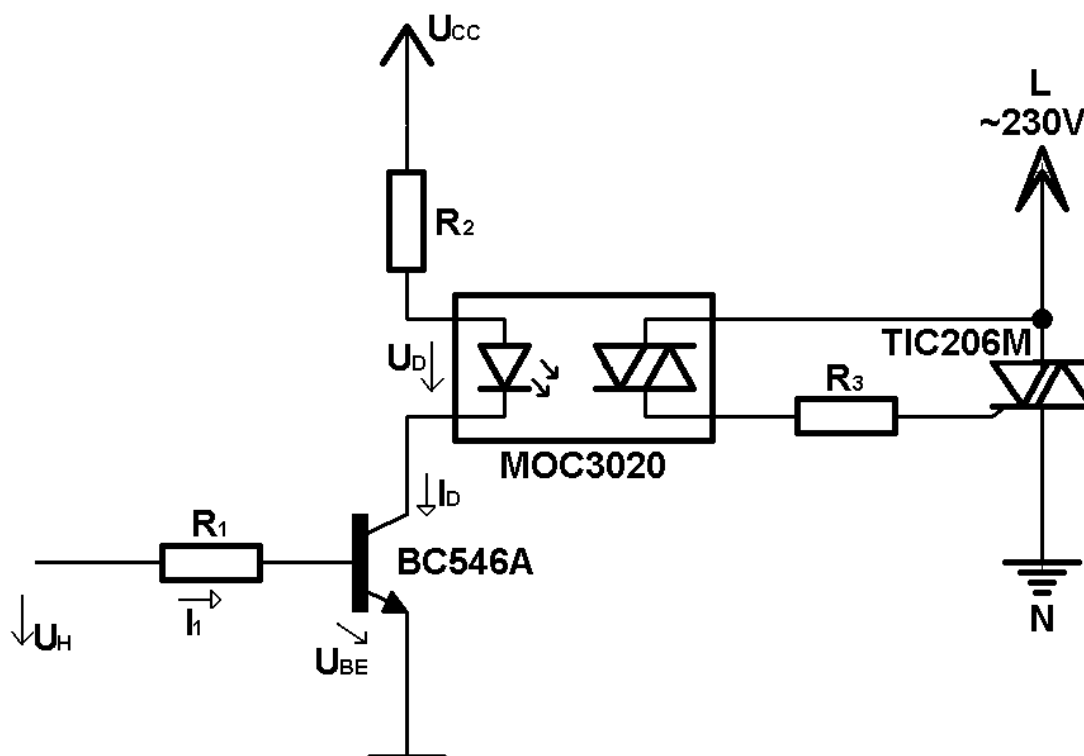 UCC
L
~230V
R2
TIC206M
UD
R3
MOC3020
ID
R1
BC546A
I1
UH
UBE
N